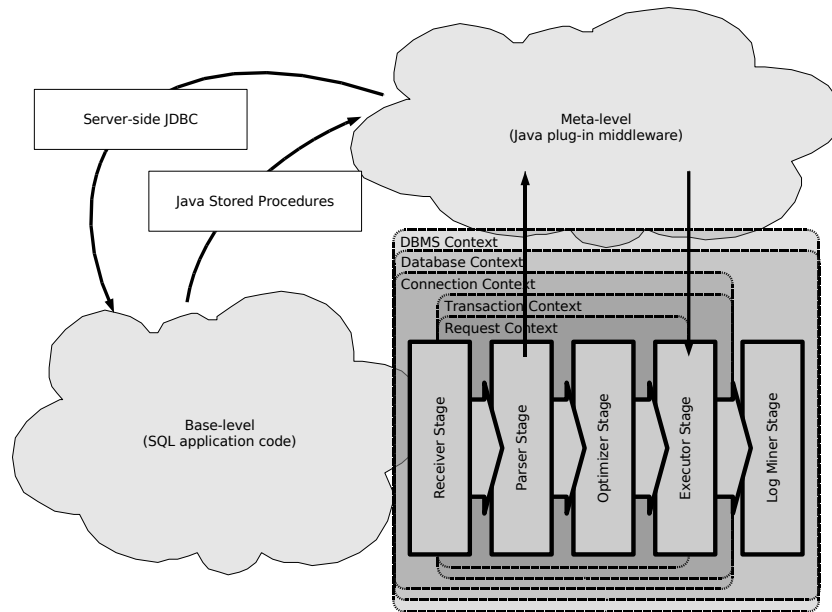 Server-side JDBC
Meta-level
(Java plug-in middleware)
Java Stored Procedures
DBMS Context
Database Context
Connection Context
Transaction Context
Request Context
Base-level
(SQL application code)
Receiver Stage
Parser Stage
Optimizer Stage
Executor Stage
Log Miner Stage